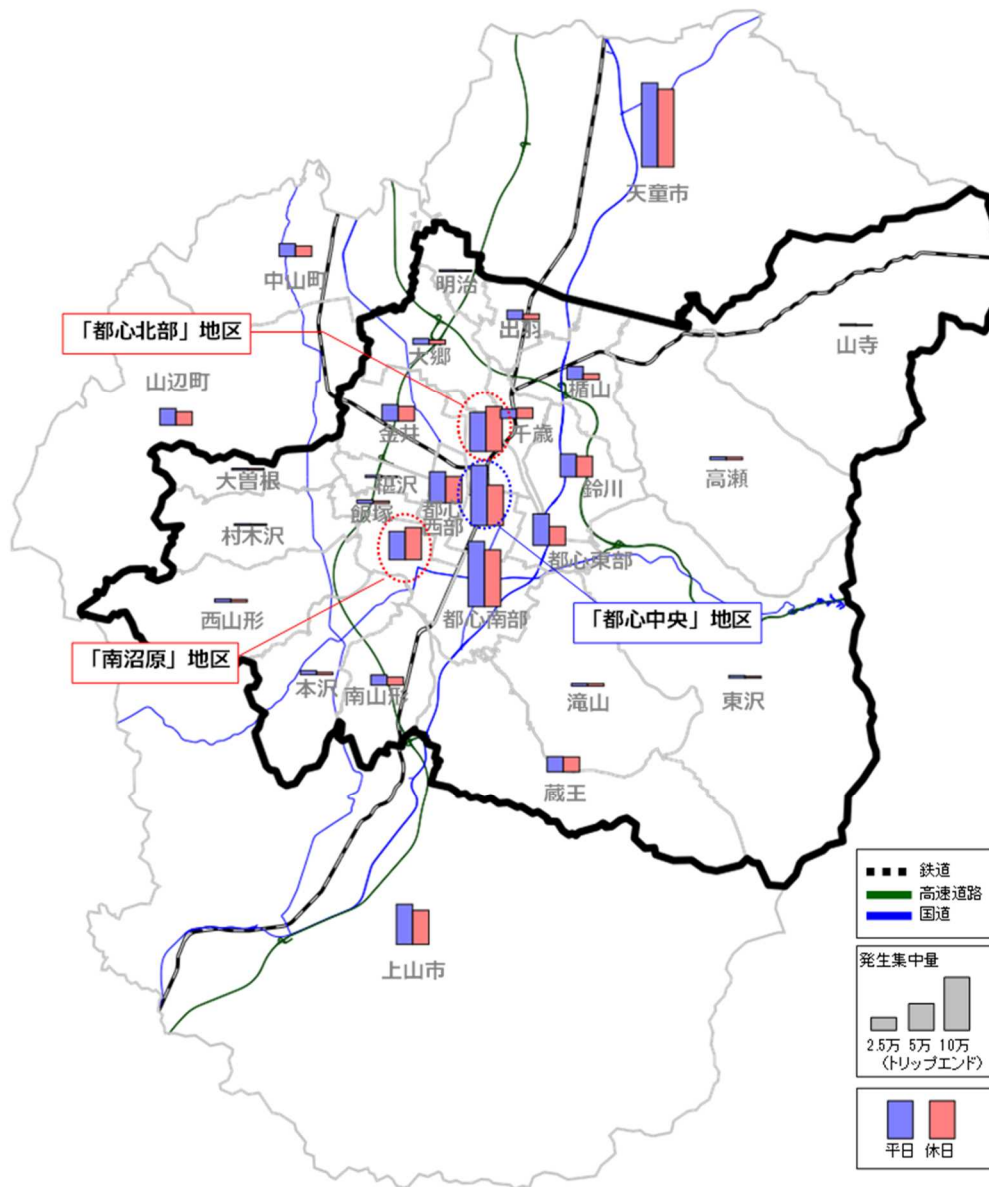 天童市
中山町
明治
出羽
「都心北部」地区
大郷
山寺
山辺町
楯山
金井
千歳
大曽根
椹沢
鈴川
高瀬
飯塚
都心
西部
村木沢
都心東部
西山形
都心南部
「都心中央」地区
「南沼原」地区
本沢
南山形
滝山
東沢
蔵王
上山市
鉄道
高速道路
国道
発生集中量
2.5万 5万 10万
(トリップエンド)
平日 休日